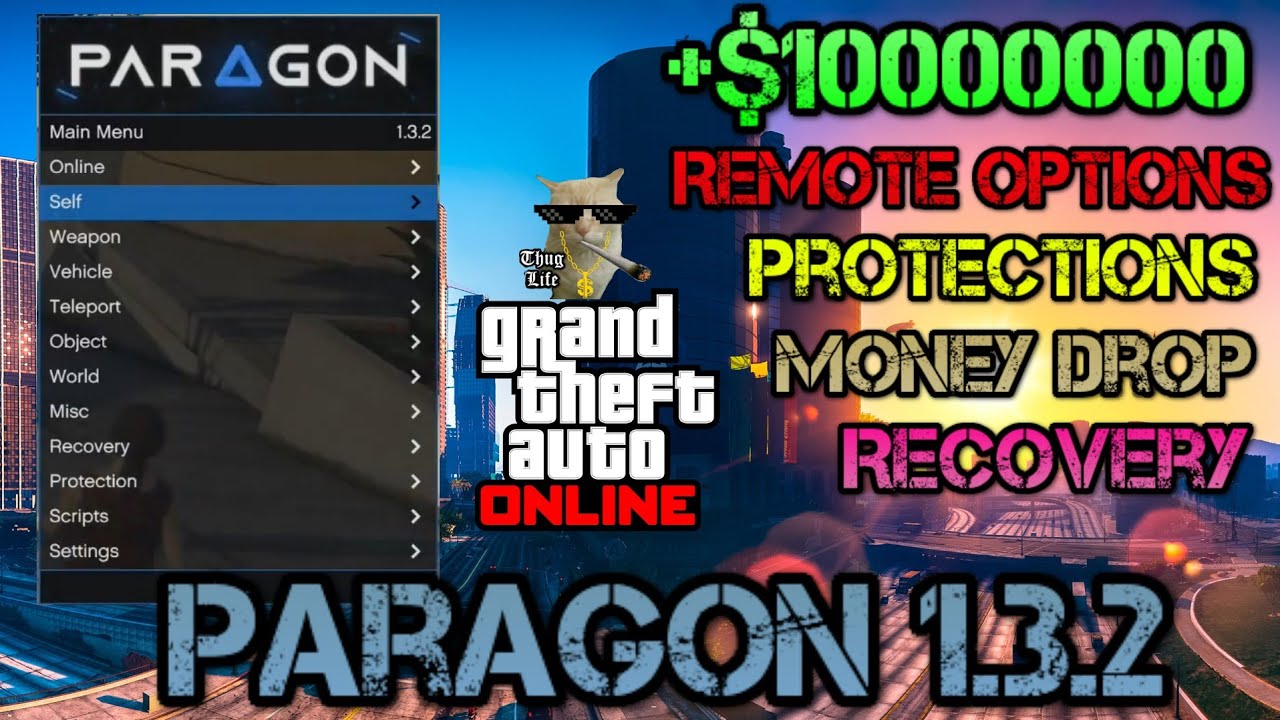 PARAGON
Main Menu 1.3.2
Online >
Self >
Weapon >
Vehicle >
Teleport >
Object >
World >
Misc >
Recovery >
Protection >
Scripts >
Settings >
Thug
Life
$
grand
theft
auto
ONLINE
+$10000000
REMOTE OPTIONS
PROTECTIONS
MONEY DROP
RECOVERY
PARAGON 1.3.2